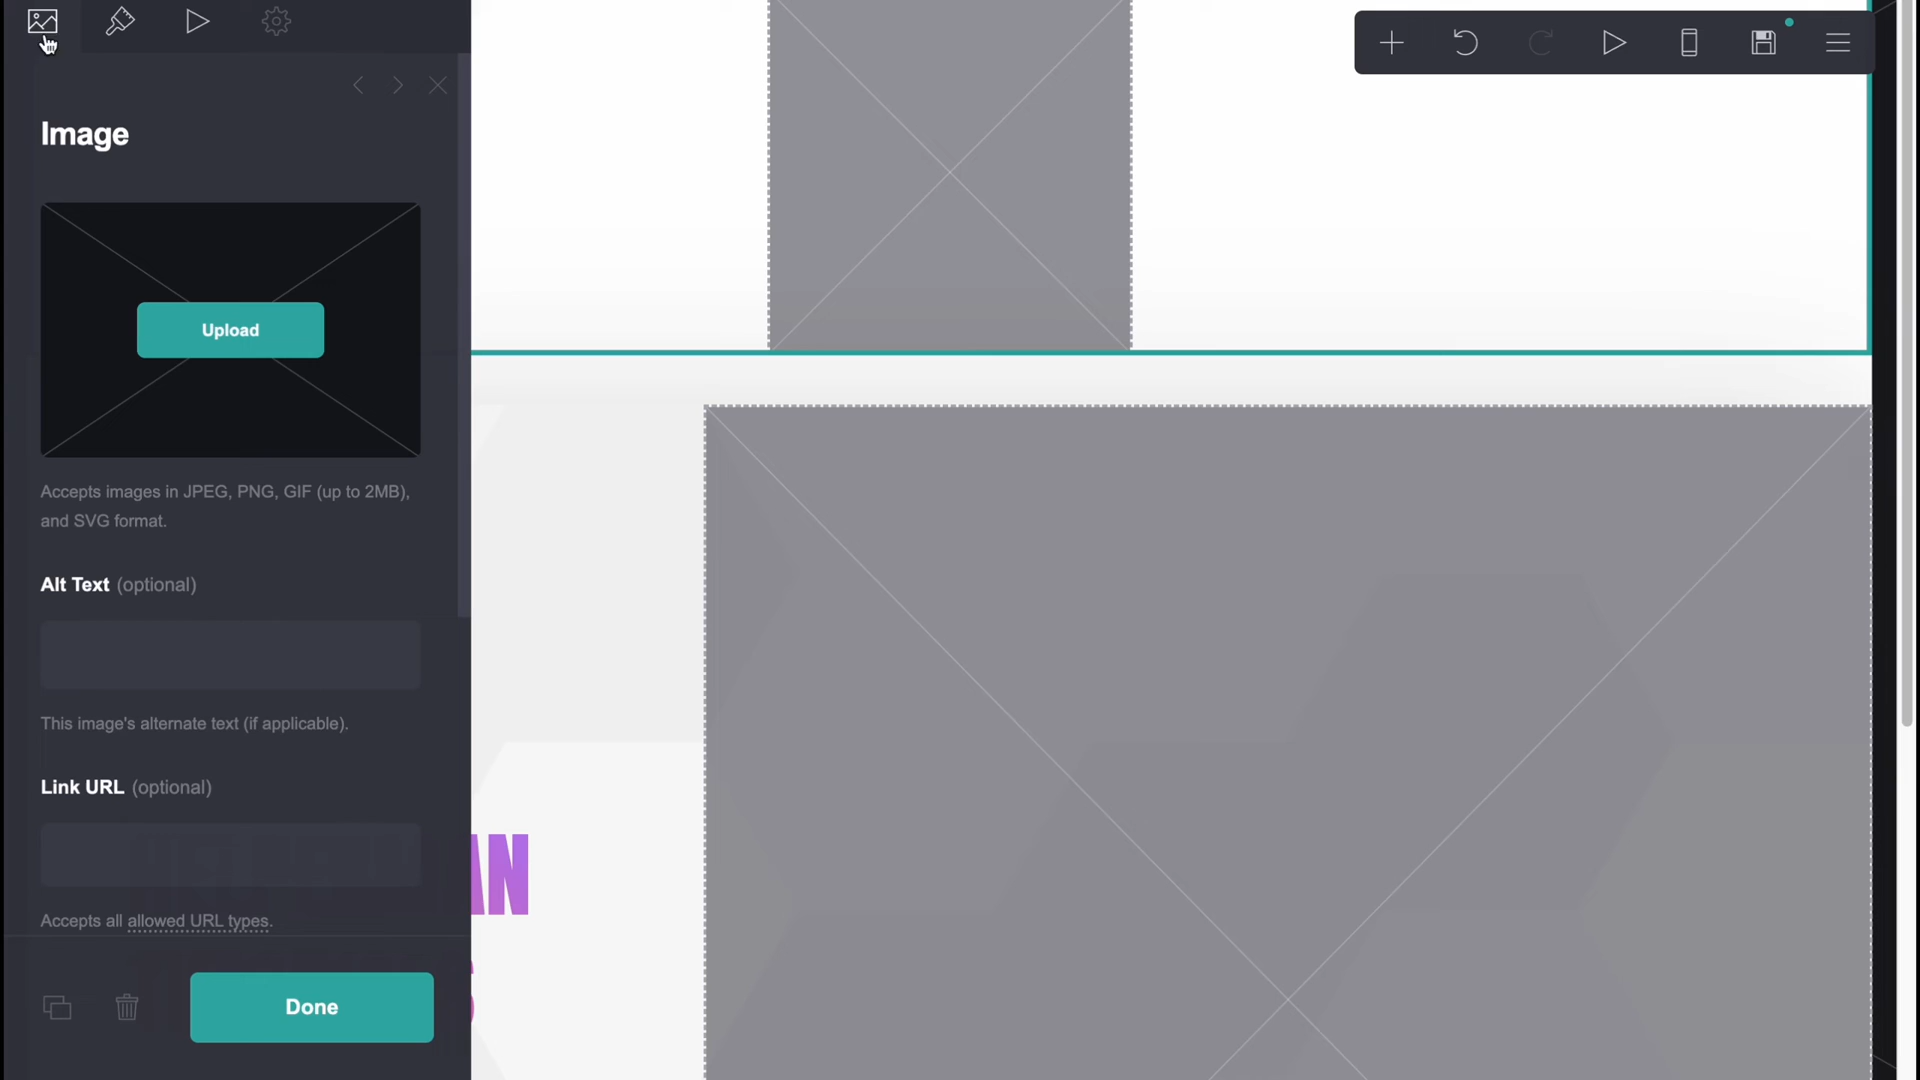 Image
Upload
Accepts images in JPEG, PNG, GIF (up to 2MB),
and SVG format.
Alt Text (optional)
This image's alternate text (if applicable).
Link URL (optional)
Accepts all allowed URL types.
Done